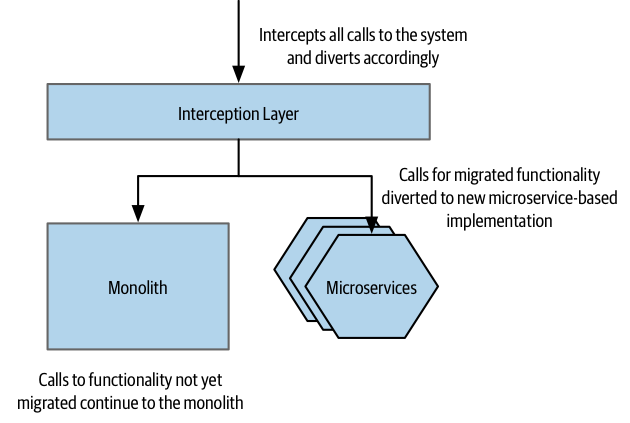 Intercepts all calls to the system
and diverts accordingly
Interception Layer
Calls for migrated functionality
diverted to new microservice-based
implementation
Monolith
Microservices
Calls to functionality not yet
migrated continue to the monolith